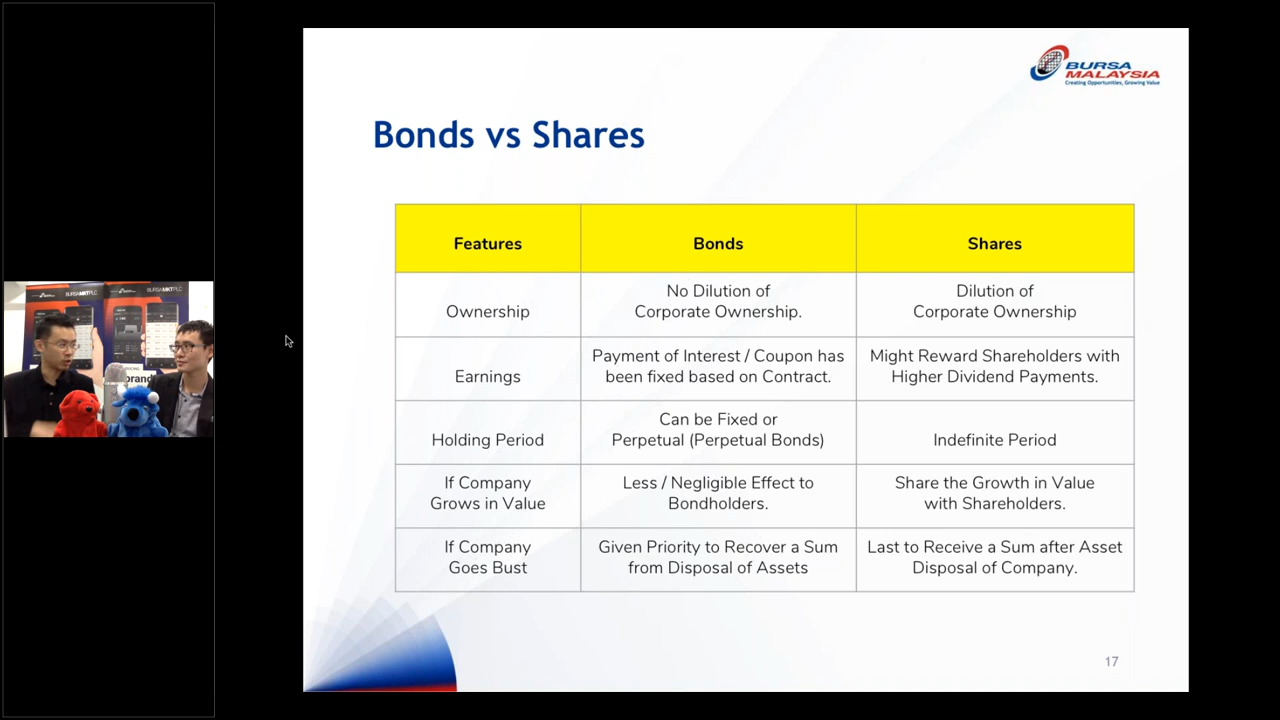 BURSA
MALAYSIA
Creating Opportunities, Growing Value
Bonds vs Shares
Features
Bonds
Shares
Ownership
No Dilution of
Corporate Ownership.
Dilution of
Corporate Ownership
Earnings
Payment of Interest / Coupon has
been fixed based on Contract.
Might Reward Shareholders with
Higher Dividend Payments.
Holding Period
Can be Fixed or
Perpetual (Perpetual Bonds)
Indefinite Period
If Company
Grows in Value
Less / Negligible Effect to
Bondholders.
Share the Growth in Value
with Shareholders.
If Company
Goes Bust
Given Priority to Recover a Sum
from Disposal of Assets
Last to Receive a Sum after Asset
Disposal of Company.
17
BURSAMKTPLC
BURSAMKTPLC
brand